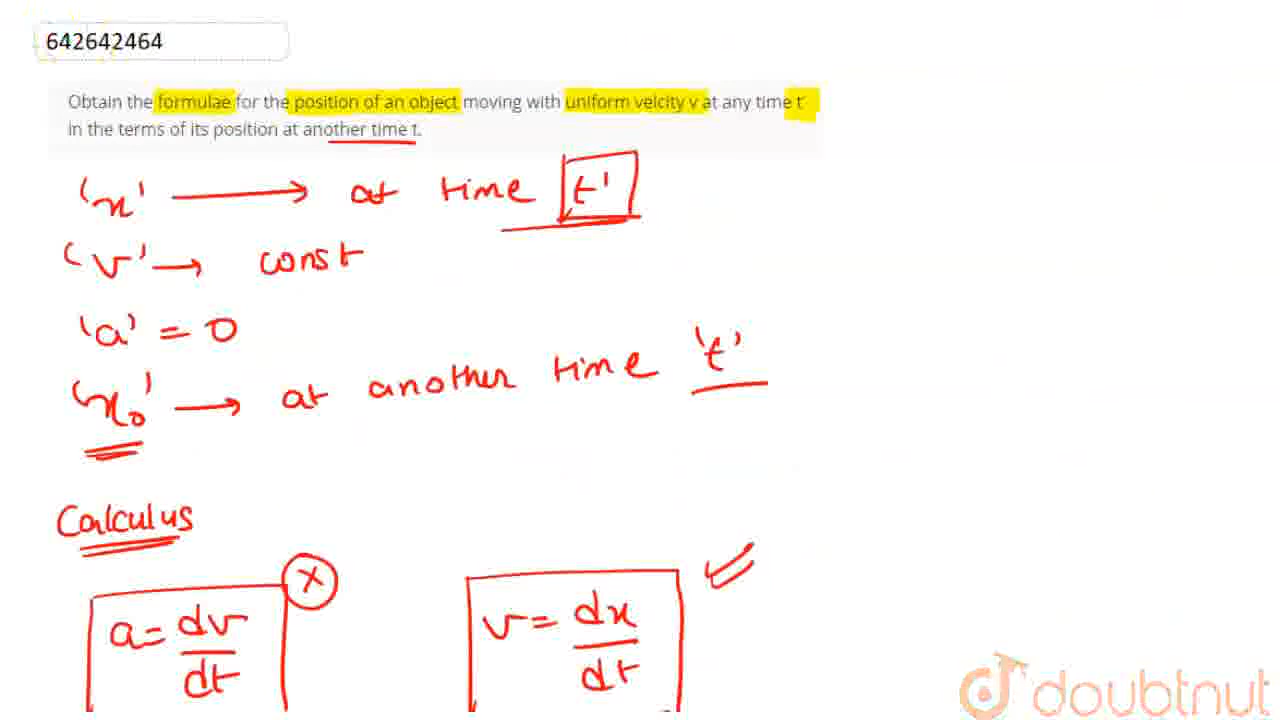 642642464
Obtain the formulae for the position of an object moving with uniform velcity v at any time t'
in the terms of its position at another time t.
'x' → at time t'
'v' → const
'a' = 0
'x₀' → at another time 't'
Calculus
a = dv/dt x v = dx/dt
doubtnut